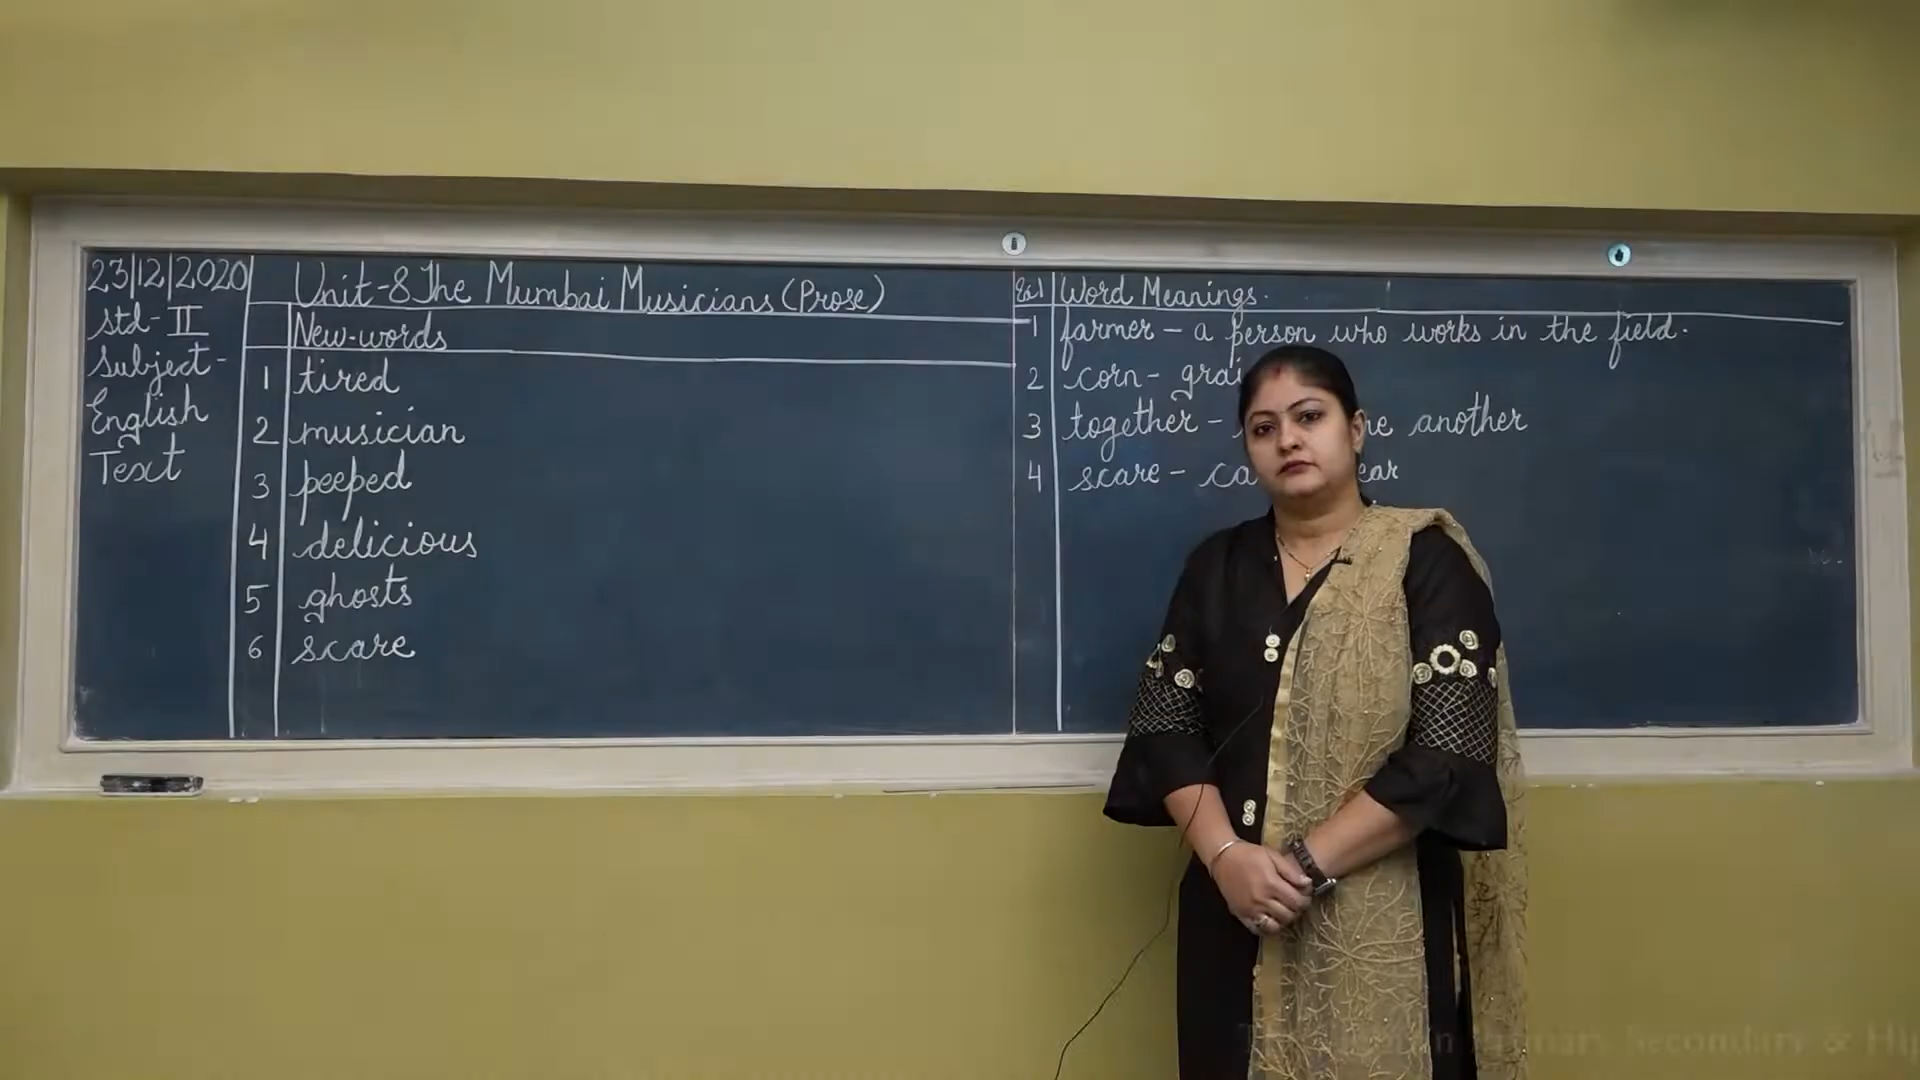 23/12/2020
Std- II
Subject-
English
Text
Unit-8 The Mumbai Musicians (Prose)
New-words
1 tired
2 musician
3 peeped
4 delicious
5 ghosts
6 scare
Word Meanings.
1 farmer – a person who works in the field.
2 corn-
3 together - another
4 scare -
Secondary &